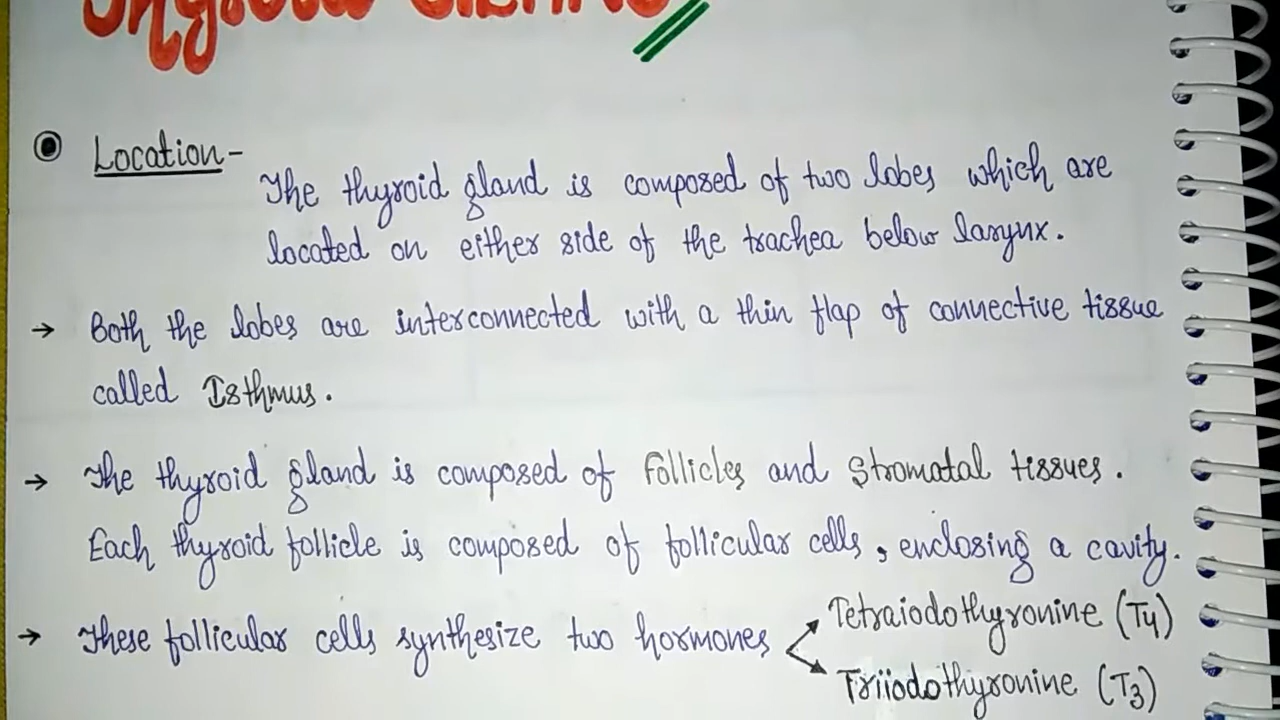 Thyroid Gland
Location-
The thyroid gland is composed of two lobes which are
located on either side of the trachea below larynx.
→ Both the lobes are interconnected with a thin flap of connective tissue
called Isthmus.
→ The thyroid gland is composed of Follicles and Stromatal tissues.
Each thyroid follicle is composed of follicular cells, enclosing a cavity.
→ These follicular cells synthesize two hormones
Tetraiodothyronine (T4)
Triiodothyronine (T3)